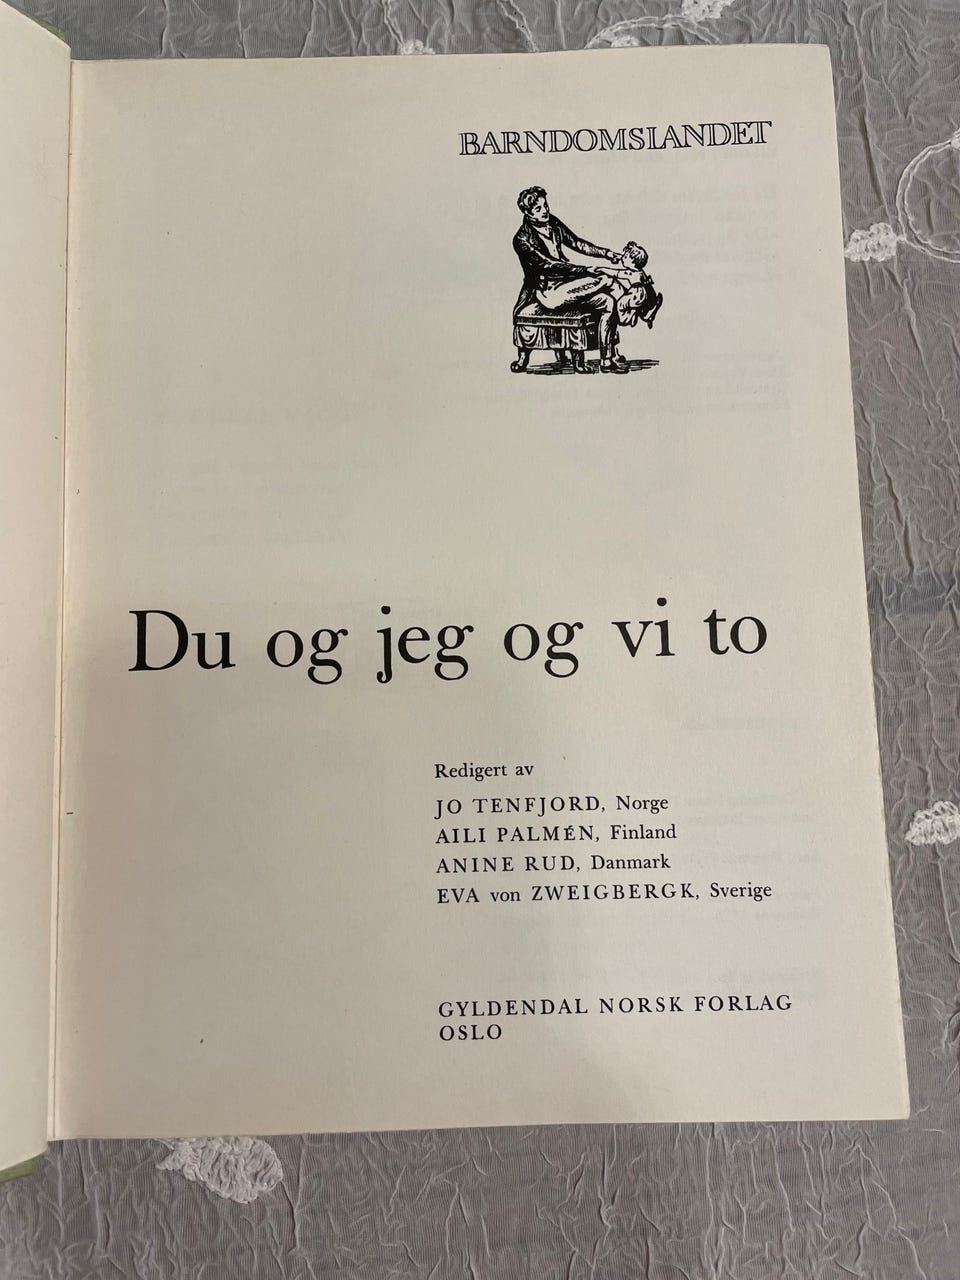 BARNDOMSLANDET
Du og jeg og vi to
Redigert av
JO TENFJORD, Norge
AILI PALMÉN, Finland
ANINE RUD, Danmark
EVA von ZWEIGBERGK, Sverige
GYLDENDAL NORSK FORLAG
OSLO